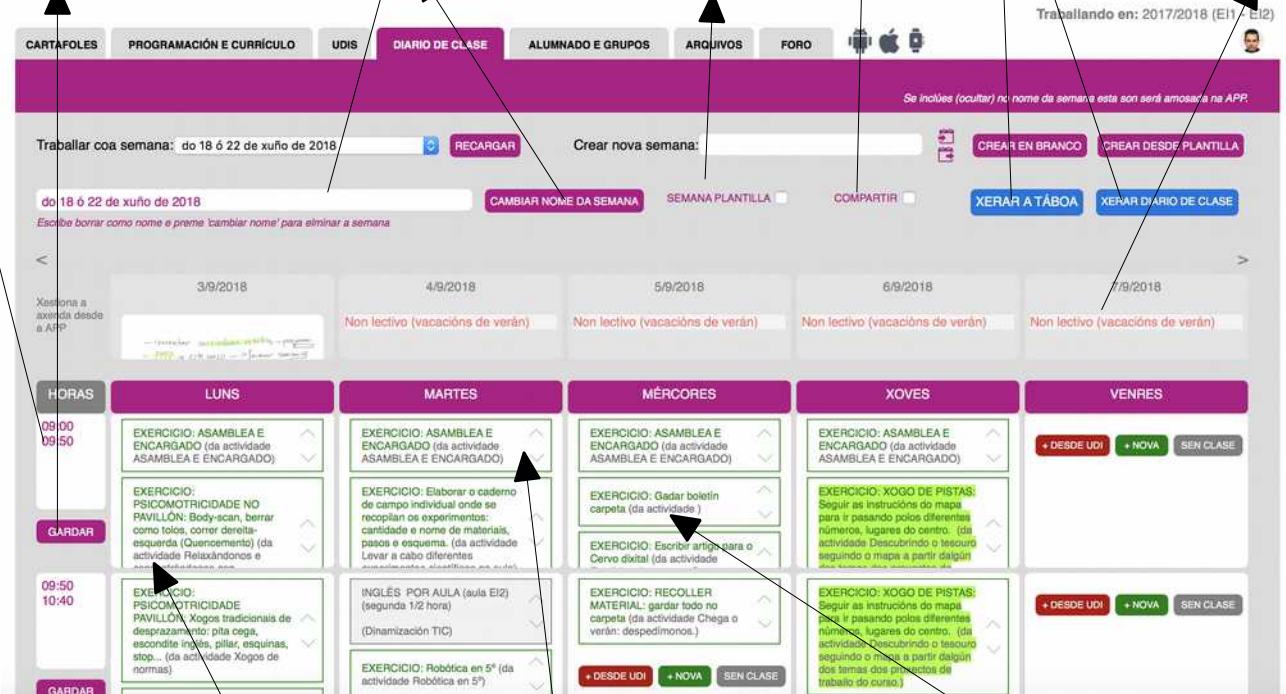 Traballando en: 2017/2018 (EI1 - EI2)
CARTAFOLES PROGRAMACIÓN E CURRÍCULO UDIS DIARIO DE CLASE ALUMNADO E GRUPOS ARQUIVOS FORO
Se inclúes (ocultar) no nome da semana esta son será amosada na APP.
Traballar coa semana: do 18 ó 22 de xuño de 2018 RECARGAR Crear nova semana: CREAR EN BRANCO CREAR DESDE PLANTILLA
do 18 ó 22 de xuño de 2018 CAMBIAR NOME DA SEMANA SEMANA PLANTILLA COMPARTIR XERAR A TÁBOA XERAR DIARIO DE CLASE
Escribe borrar como nome e preme 'cambiar nome' para elminar a semana
< >
3/9/2018 4/9/2018 5/9/2018 6/9/2018 7/9/2018
Xestiona a
axenda desde
a APP
Non lectivo (vacacións de verán) Non lectivo (vacacións de verán) Non lectivo (vacacións de verán) Non lectivo (vacacións de verán)
HORAS LUNS MARTES MÉRCORES XOVES VENRES
09:00
09:50
GARDAR
EXERCICIO: ASAMBLEA E
ENCARGADO (da actividade
ASAMBLEA E ENCARGADO)
EXERCICIO:
PSICOMOTRICIDADE NO
PAVILLÓN: Body-scan, berrar
como tolos, correr dereita-
esquerda (Quencemento) (da
actividade Relaxándonos e
EXERCICIO: ASAMBLEA E
ENCARGADO (da actividade
ASAMBLEA E ENCARGADO)
EXERCICIO: Elaborar o caderno
de campo individual onde se
recopilan os experimentos:
cantidade e nome de materiais,
pasos e esquema. (da actividade
Levar a cabo diferentes
experimentos científicos na aula)
EXERCICIO: ASAMBLEA E
ENCARGADO (da actividade
ASAMBLEA E ENCARGADO)
EXERCICIO: Gadar boletín
carpeta (da actividade )
EXERCICIO: Escribir artigo para o
Cervo dixital (da actividade
EXERCICIO: ASAMBLEA E
ENCARGADO (da actividade
ASAMBLEA E ENCARGADO)
EXERCICIO: XOGO DE PISTAS:
Seguir as instrucións do mapa
para ir pasando polos diferentes
números, lugares do centro. (da
actividade Descubrindo o tesouro
seguindo o mapa a partir dalgún
dos temas dos proxectos de
+ DESDE UDI + NOVA SEN CLASE
09:50
10:40
GARDAR
EXERCICIO:
PSICOMOTRICIDADE
PAVILLÓN: Xogos tradicionais de
desprazamento: pita cega,
escondite inglés, pillar, esquinas,
stop... (da actividade Xogos de
normas)
INGLÉS POR AULA (aula EI2)
(segunda 1/2 hora)
(Dinamización TIC)
EXERCICIO: Robótica en 5º (da
actividade Robótica en 5º)
EXERCICIO: RECOLLER
MATERIAL: gardar todo no
carpeta (da actividade Chega o
verán: despedímonos.)
+ DESDE UDI + NOVA SEN CLASE
EXERCICIO: XOGO DE PISTAS:
Seguir as instrucións do mapa
para ir pasando polos diferentes
números, lugares do centro. (da
actividade Descubrindo o tesouro
seguindo o mapa a partir dalgún
dos temas dos proxectos de
traballo do curso.)
+ DESDE UDI + NOVA SEN CLASE